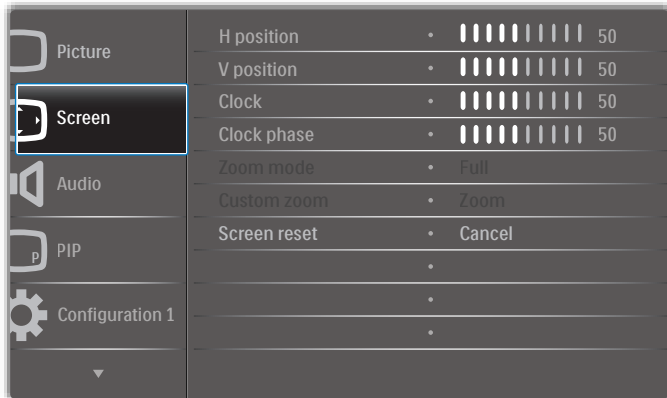 Picture
Screen
Audio
P
PIP
Configuration 1
H position • 50
V position • 50
Clock • 50
Clock phase • 50
Zoom mode • Full
Custom zoom • Zoom
Screen reset • Cancel
•
•
•